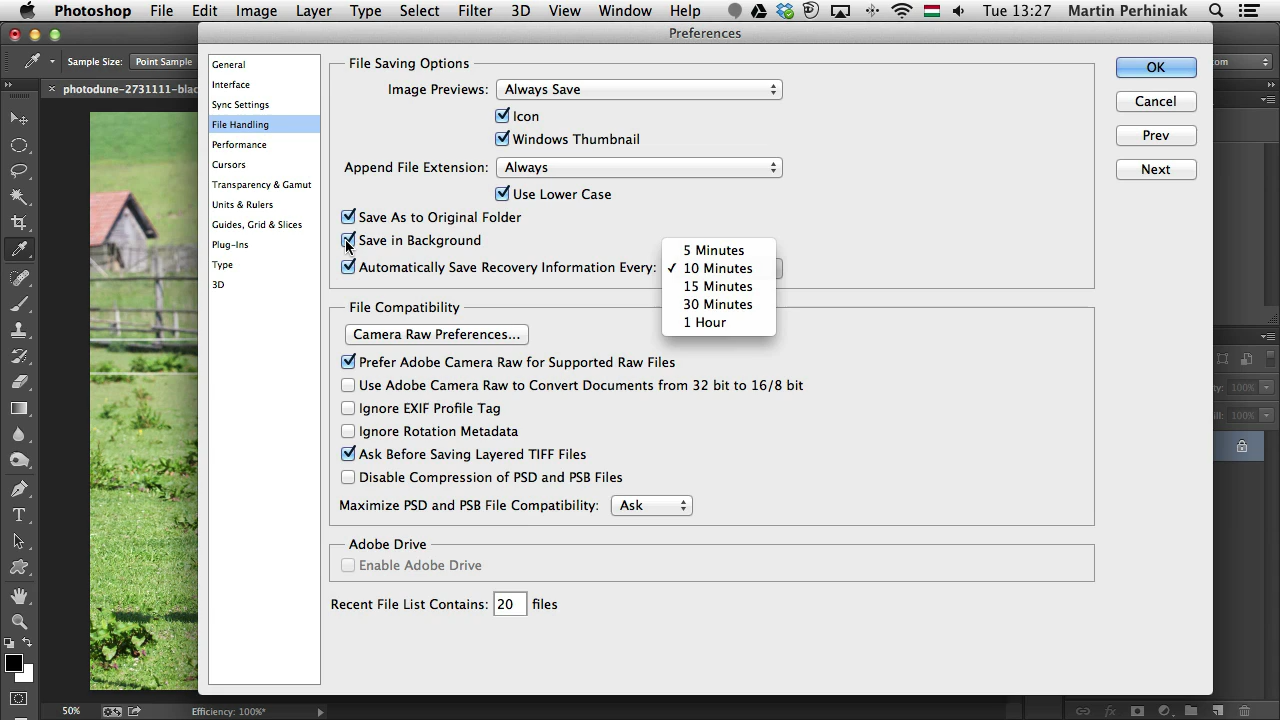 Photoshop File Edit Image Layer Type Select Filter 3D View Window Help Tue 13:27 Martin Perhiniak
Preferences
Sample Size: Point Sample
photodune-2731111-blac
General
Interface
Sync Settings
File Handling
Performance
Cursors
Transparency & Gamut
Units & Rulers
Guides, Grid & Slices
Plug-Ins
Type
3D
File Saving Options
Image Previews: Always Save
Icon
Windows Thumbnail
Append File Extension: Always
Use Lower Case
Save As to Original Folder
Save in Background
Automatically Save Recovery Information Every:
5 Minutes
✓ 10 Minutes
15 Minutes
30 Minutes
1 Hour
File Compatibility
Camera Raw Preferences...
Prefer Adobe Camera Raw for Supported Raw Files
Use Adobe Camera Raw to Convert Documents from 32 bit to 16/8 bit
Ignore EXIF Profile Tag
Ignore Rotation Metadata
Ask Before Saving Layered TIFF Files
Disable Compression of PSD and PSB Files
Maximize PSD and PSB File Compatibility: Ask
Adobe Drive
Enable Adobe Drive
Recent File List Contains: 20 files
OK
Cancel
Prev
Next
100%
100%
50%
Efficiency: 100%*